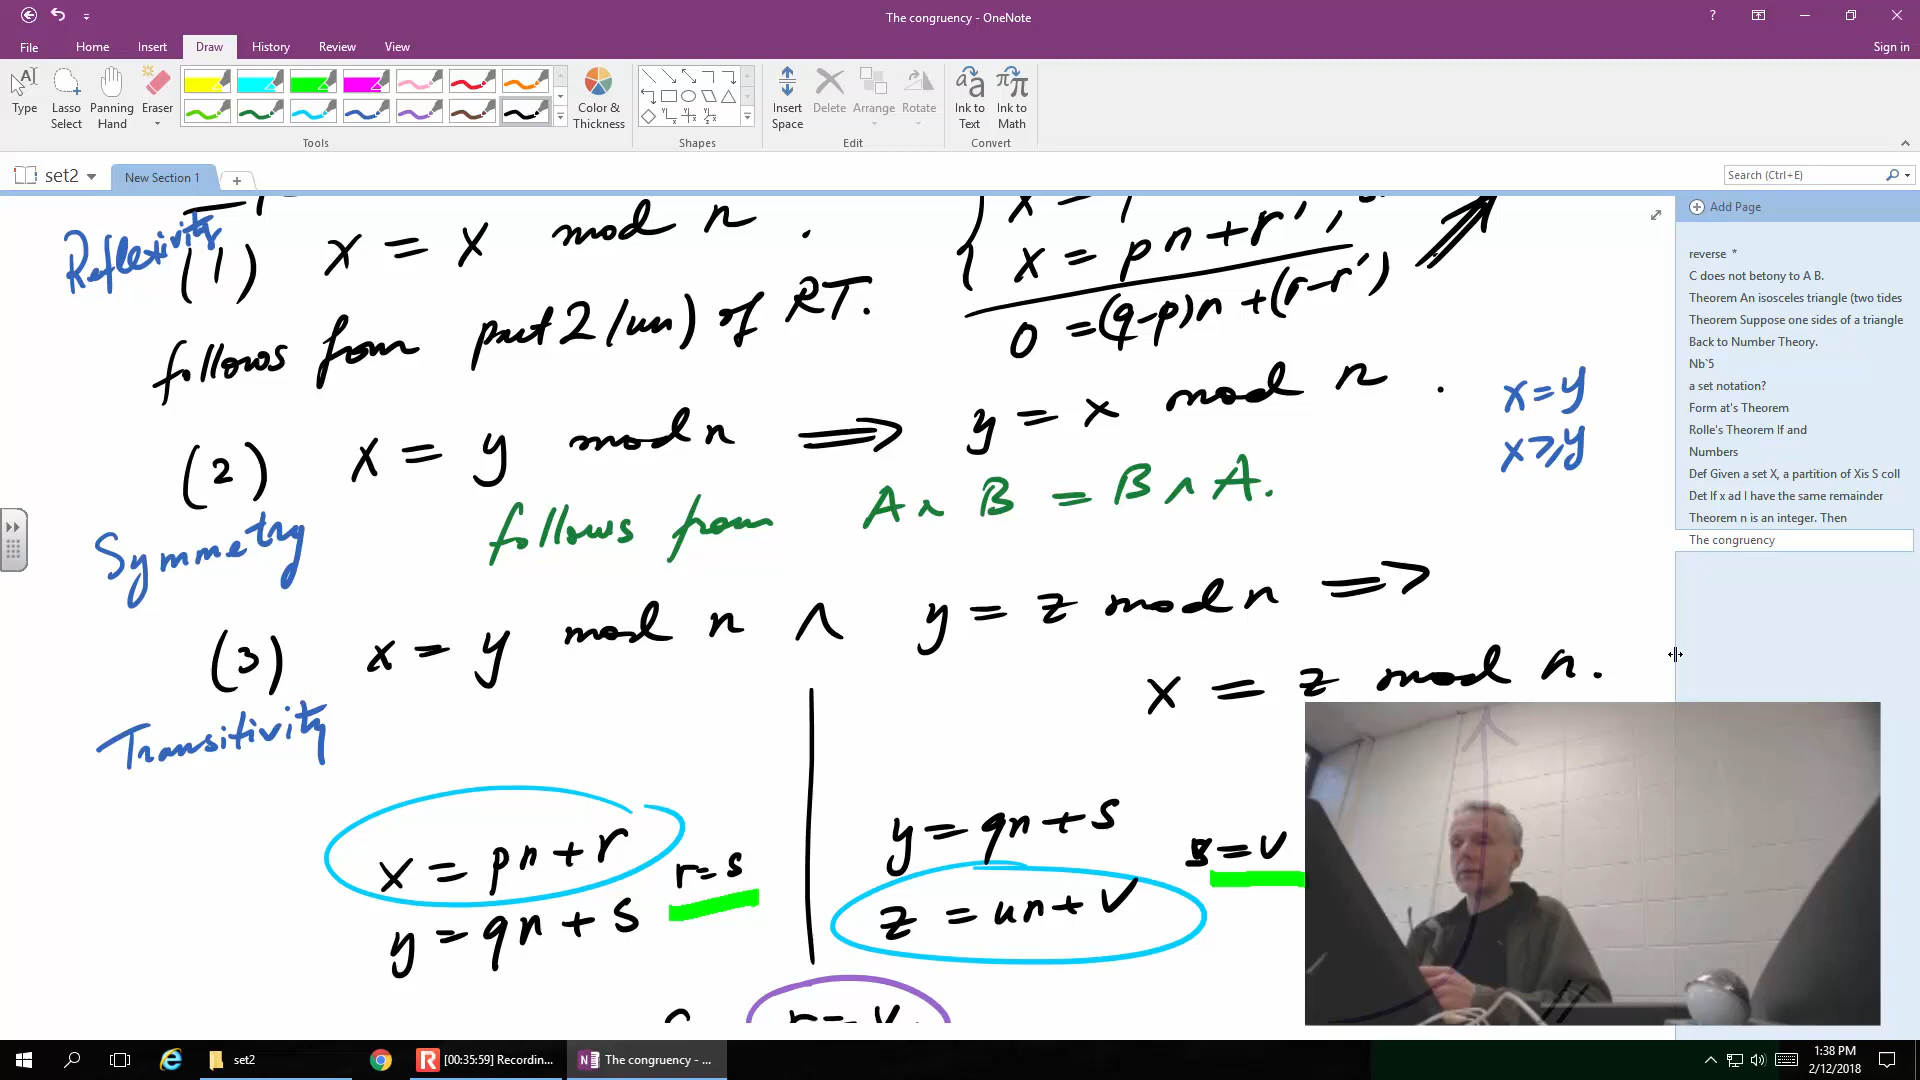 The congruency - OneNote
File Home Insert Draw History Review View
Sign in
Type
Lasso Select
Panning Hand
Eraser
Color & Thickness
Insert Space
Delete
Arrange
Rotate
Ink to Text
Ink to Math
Tools
Shapes
Edit
Convert
set2
New Section 1
Search (Ctrl+E)
Reflexivity
(1) x = x mod n .
follows from part 2 (un) of RT.
x = pn + r' ,
0 = (q-p)n + (r-r')
(2) x = y mod n ⟹ y = x mod n .
x = y
x ⩾ y
Symmetry
follows from A ∧ B = B ∧ A.
(3) x = y mod n ∧ y = z mod n ⟹
x = z mod n.
Transitivity
x = pn + r
r = s
y = qn + s
y = qn + s
s = v
z = un + v
r = v
Add Page
reverse *
C does not betony to A B.
Theorem An isosceles triangle (two tides
Theorem Suppose one sides of a triangle
Back to Number Theory.
Nb`5
a set notation?
Form at's Theorem
Rolle's Theorem If and
Numbers
Def Given a set X, a partition of Xis S coll
Det If x ad I have the same remainder
Theorem n is an integer. Then
The congruency
set2
[00:35:59] Recordin...
The congruency - ...
1:38 PM
2/12/2018